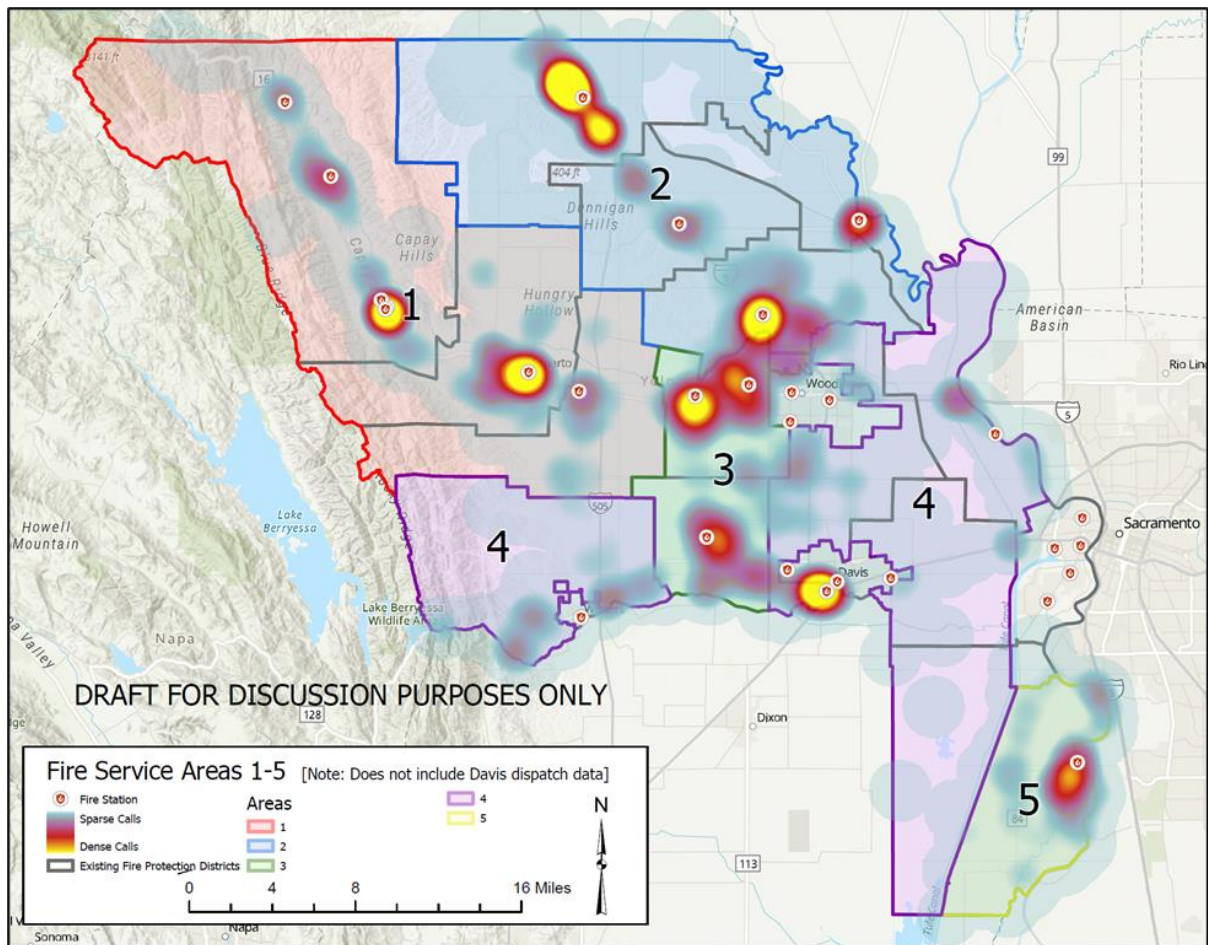 141 ft
16
99
404 ft
2
Dunnigan
Hills
Capay
Hills
1
Hungry
Hollow
American
Basin
Rio Lin
5
Wood
3
505
4
4
Howell
Mountain
Lake
Berryessa
Sacramento
Davis
Lake Berryessa
Wildlife
Napa
DRAFT FOR DISCUSSION PURPOSES ONLY
128
Dixon
5
84
113
Fire Service Areas 1-5 [Note: Does not include Davis dispatch data]
Fire Station
Sparse Calls
Dense Calls
Existing Fire Protection Districts
Areas
1
2
3
4
5
N
0 4 8 16 Miles
Sonoma
Napa